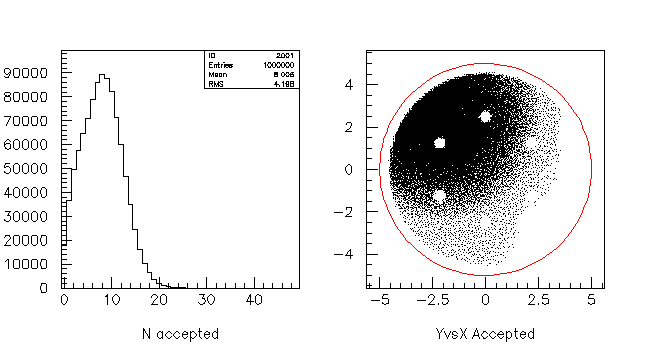 ID 2001
Entries 1000000
Mean 8.006
RMS 4.198
90000
80000
70000
60000
50000
40000
30000
20000
10000
0
0 10 20 30 40
N accepted
4
2
0
−2
−4
−5 −2.5 0 2.5 5
YvsX Accepted